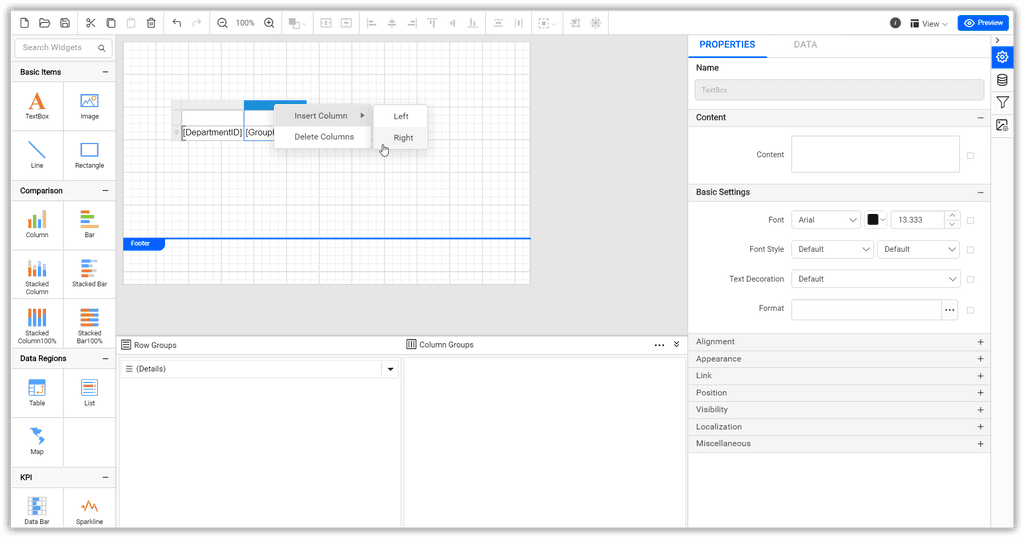 100%
View
Preview
Search Widgets
Basic Items
TextBox
Image
Line
Rectangle
Comparison
Column
Bar
Stacked
Column
Stacked Bar
Stacked
Column100%
Stacked
Bar100%
Data Regions
Table
List
Map
KPI
Data Bar
Sparkline
[DepartmentID]
Insert Column
Left
Delete Columns
Right
Footer
Row Groups
Column Groups
(Details)
PROPERTIES
DATA
Name
TextBox
Content
Content
Basic Settings
Font
Arial
13.333
Font Style
Default
Default
Text Decoration
Default
Format
Alignment
Appearance
Link
Position
Visibility
Localization
Miscellaneous